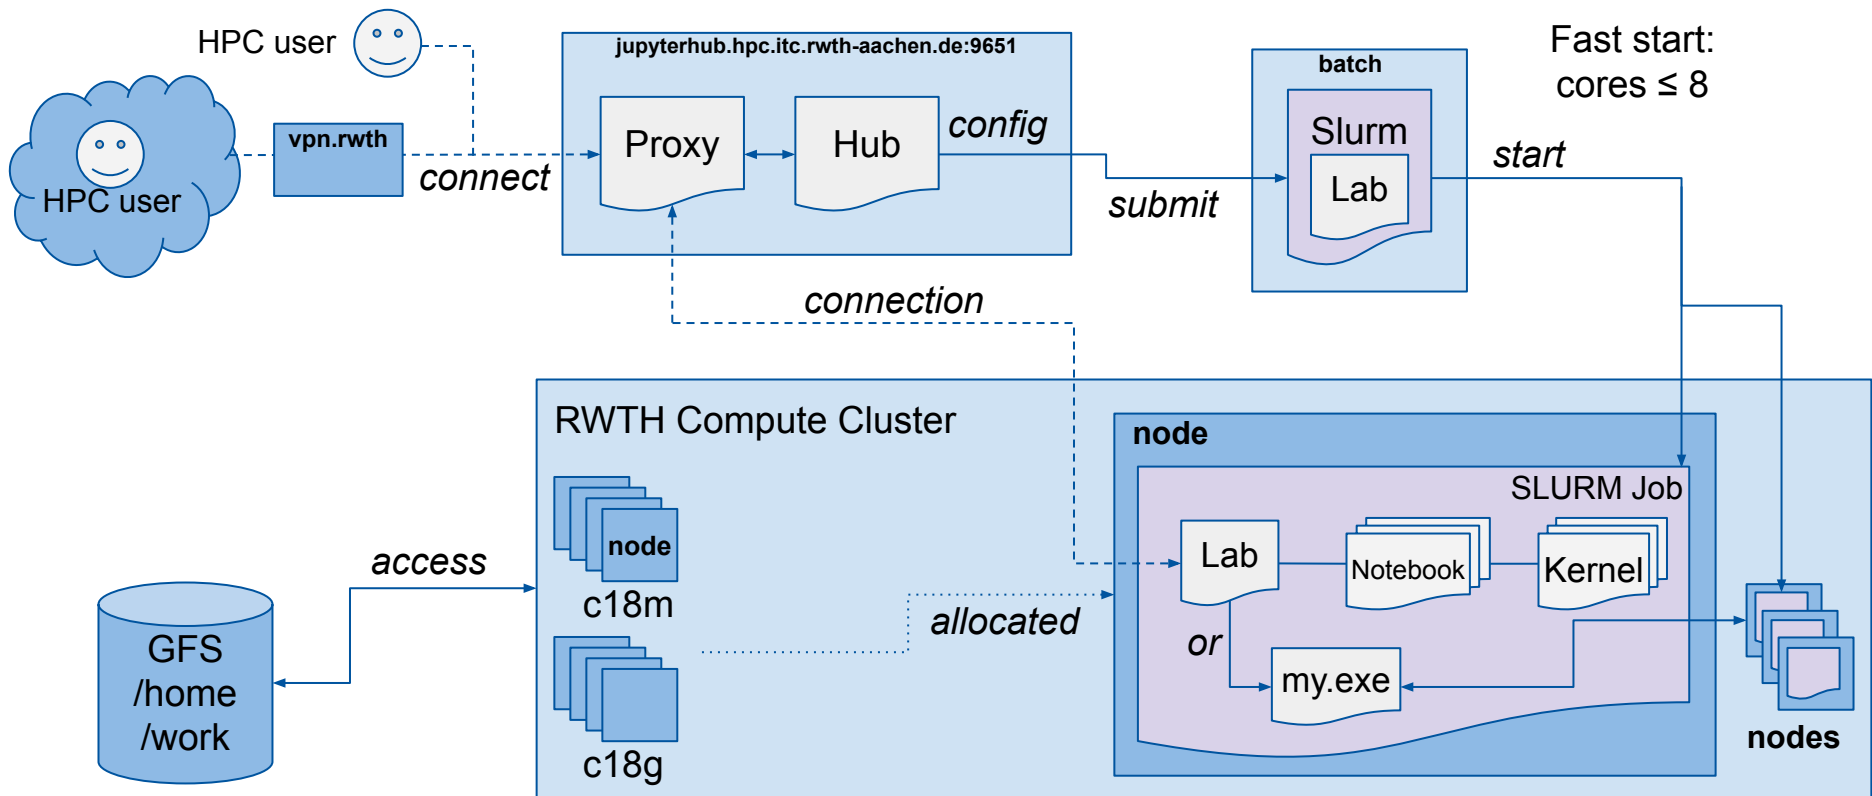 HPC user
HPC user
vpn.rwth
connect
jupyterhub.hpc.itc.rwth-aachen.de:9651
Proxy
Hub
config
submit
batch
Slurm
Lab
start
Fast start:
cores ≤ 8
connection
RWTH Compute Cluster
node
SLURM Job
Lab
Notebook
Kernel
or
my.exe
nodes
node
c18m
c18g
allocated
access
GFS
/home
/work